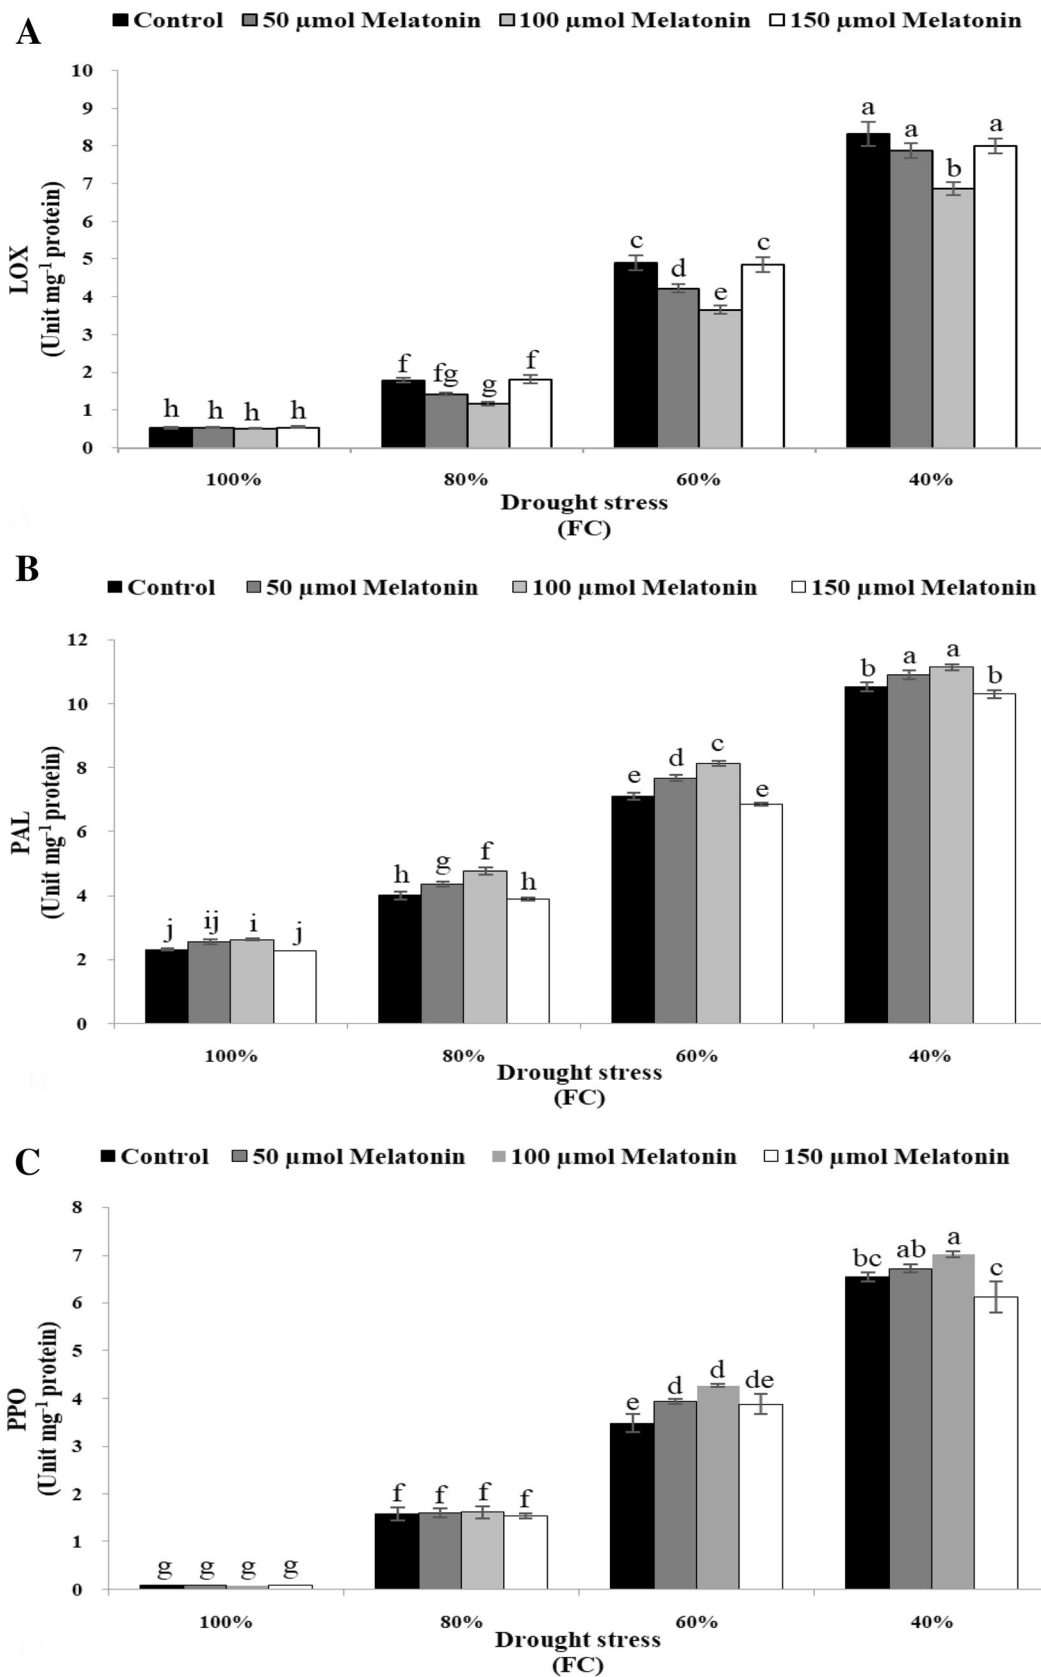 A
Control 50 µmol Melatonin 100 µmol Melatonin 150 µmol Melatonin
10
9
8
7
6
5
4
3
2
1
0
LOX
(Unit mg⁻¹ protein)
h h h h
f fg g f
c d e c
a a b a
100% 80% 60% 40%
Drought stress
(FC)
A
B
Control 50 µmol Melatonin 100 µmol Melatonin 150 µmol Melatonin
12
10
8
6
4
2
0
PAL
(Unit mg⁻¹ protein)
j ij i j
h g f h
e d c e
b a a b
100% 80% 60% 40%
Drought stress
(FC)
B
C
Control 50 µmol Melatonin 100 µmol Melatonin 150 µmol Melatonin
8
7
6
5
4
3
2
1
0
PPO
(Unit mg⁻¹ protein)
g g g g
f f f f
e d d de
bc ab a c
100% 80% 60% 40%
Drought stress
(FC)
C